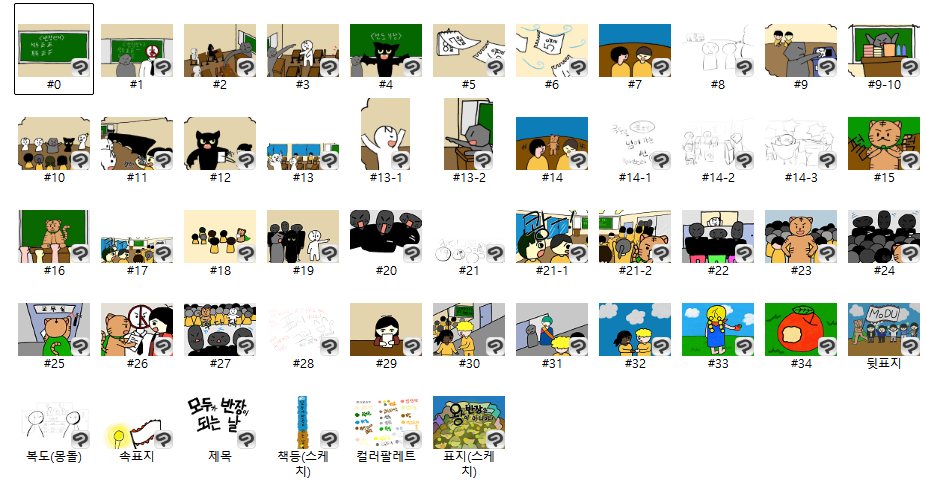 #0 #1 #2 #3 #4 #5 #6 #7 #8 #9 #9-10
#10 #11 #12 #13 #13-1 #13-2 #14 #14-1 #14-2 #14-3 #15
#16 #17 #18 #19 #20 #21 #21-1 #21-2 #22 #23 #24
교무실
MODU
#25 #26 #27 #28 #29 #30 #31 #32 #33 #34 뒷표지
모두가 반장이
되는 날
복도(몽돌) 속표지 제목 책등(스케치) 컬러팔레트 표지(스케치)